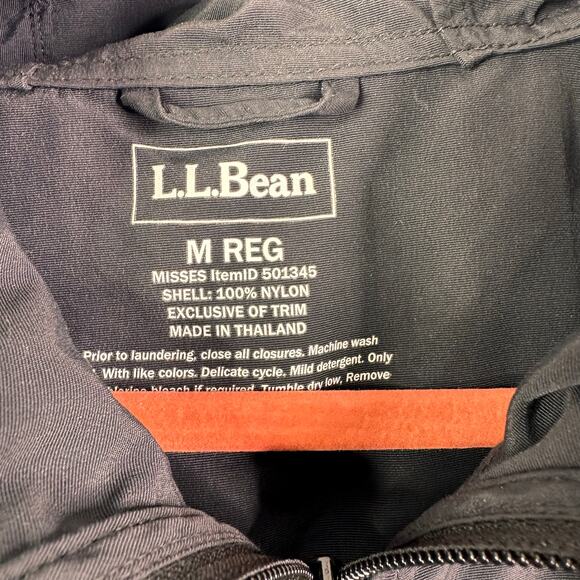 L.L.Bean
M REG
MISSES ItemID 501345
SHELL: 100% NYLON
EXCLUSIVE OF TRIM
MADE IN THAILAND
Prior to laundering, close all closures. Machine wash
With like colors. Delicate cycle. Mild detergent. Only
bleach if required. Tumble dry low, Remove